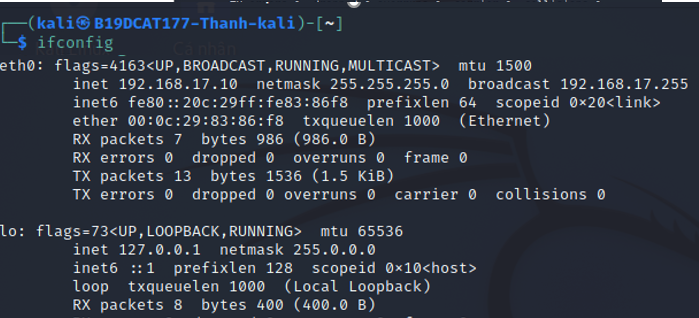 (kali㉿B19DCAT177-Thanh-kali)-[~]
$ ifconfig
eth0: flags=4163<UP,BROADCAST,RUNNING,MULTICAST>  mtu 1500
inet 192.168.17.10  netmask 255.255.255.0  broadcast 192.168.17.255
inet6 fe80::20c:29ff:fe83:86f8  prefixlen 64  scopeid 0×20<link>
ether 00:0c:29:83:86:f8  txqueuelen 1000  (Ethernet)
RX packets 7  bytes 986 (986.0 B)
RX errors 0  dropped 0  overruns 0  frame 0
TX packets 13  bytes 1536 (1.5 KiB)
TX errors 0  dropped 0 overruns 0  carrier 0  collisions 0
lo: flags=73<UP,LOOPBACK,RUNNING>  mtu 65536
inet 127.0.0.1  netmask 255.0.0.0
inet6 ::1  prefixlen 128  scopeid 0×10<host>
loop  txqueuelen 1000  (Local Loopback)
RX packets 8  bytes 400 (400.0 B)